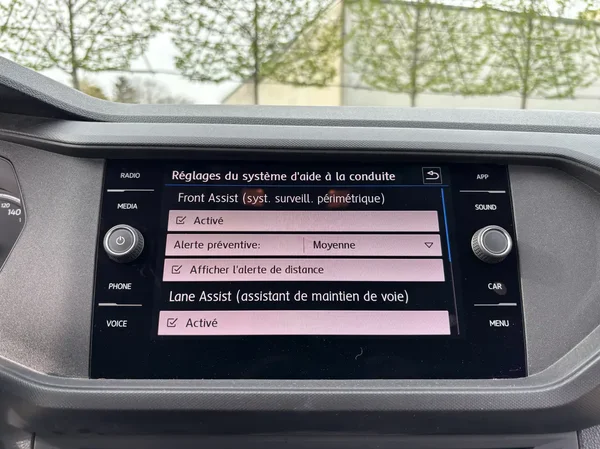 Réglages du système d'aide à la conduite
Front Assist (syst. surveill. périmétrique)
Activé
Alerte préventive: Moyenne
Afficher l'alerte de distance
Lane Assist (assistant de maintien de voie)
Activé
RADIO
MEDIA
PHONE
VOICE
APP
SOUND
CAR
MENU
120
140